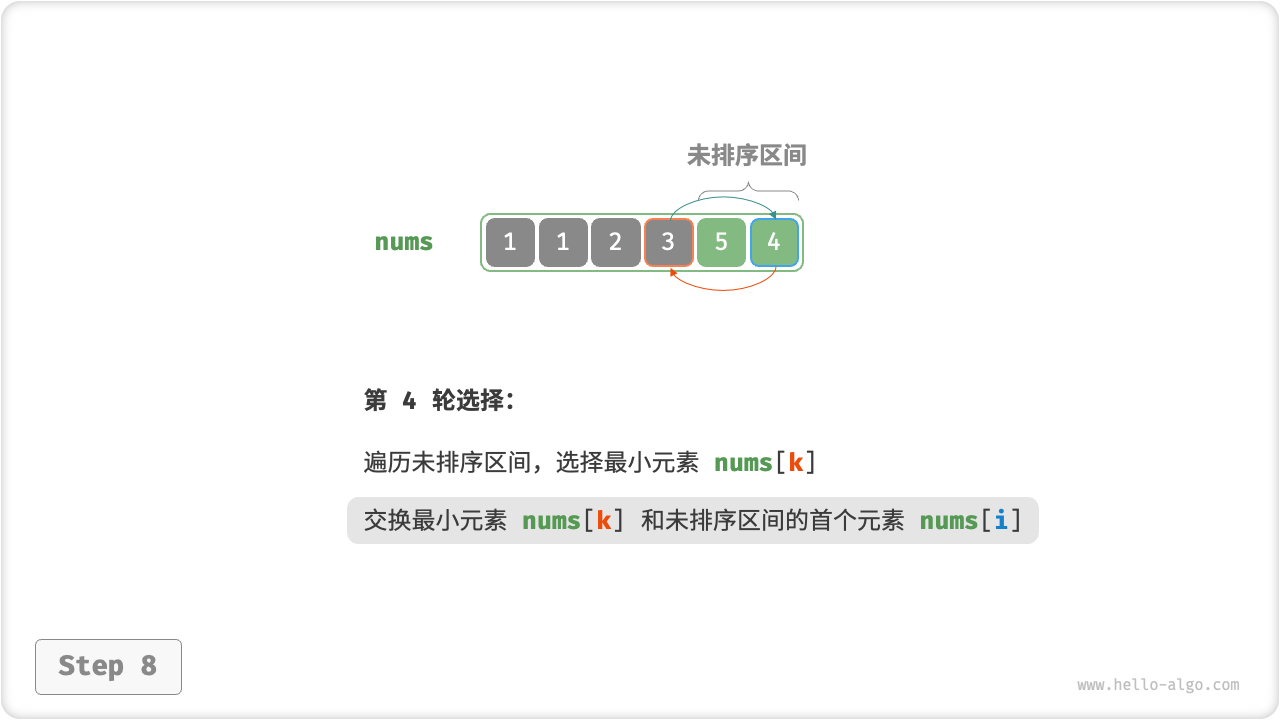 未排序区间
nums 1 1 2 3 5 4
第 4 轮选择：
遍历未排序区间，选择最小元素 nums[k]
交换最小元素 nums[k] 和未排序区间的首个元素 nums[i]
Step 8
www.hello-algo.com